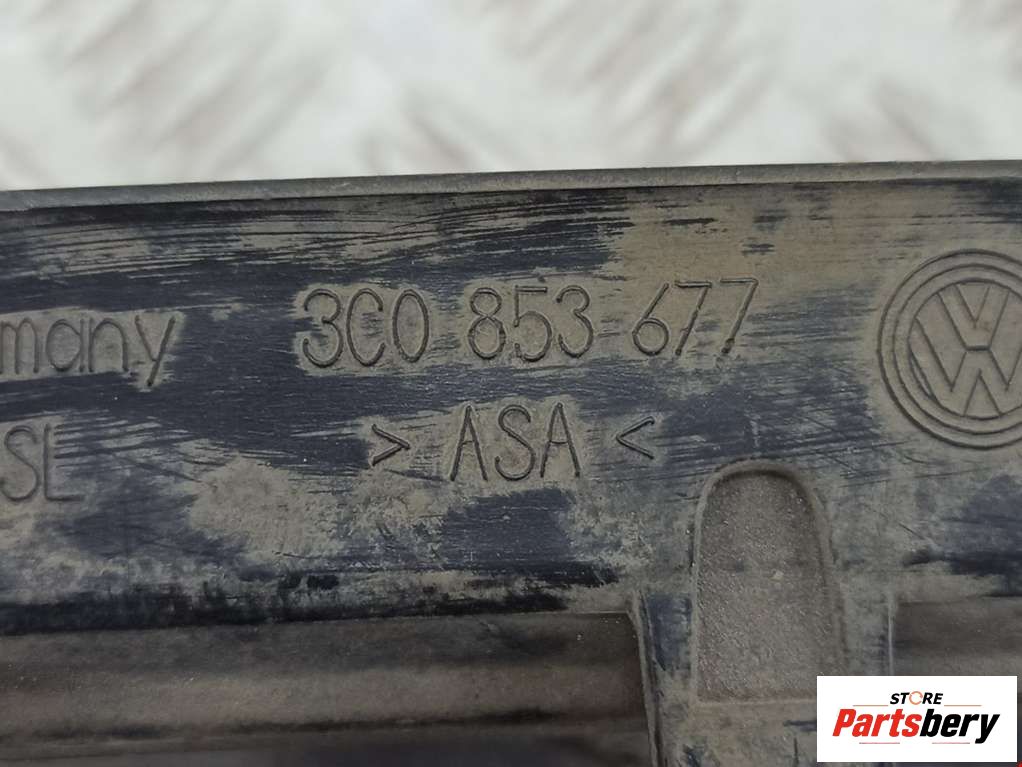 many 3C0 853 677
SL > ASA <
STORE
Partsbery